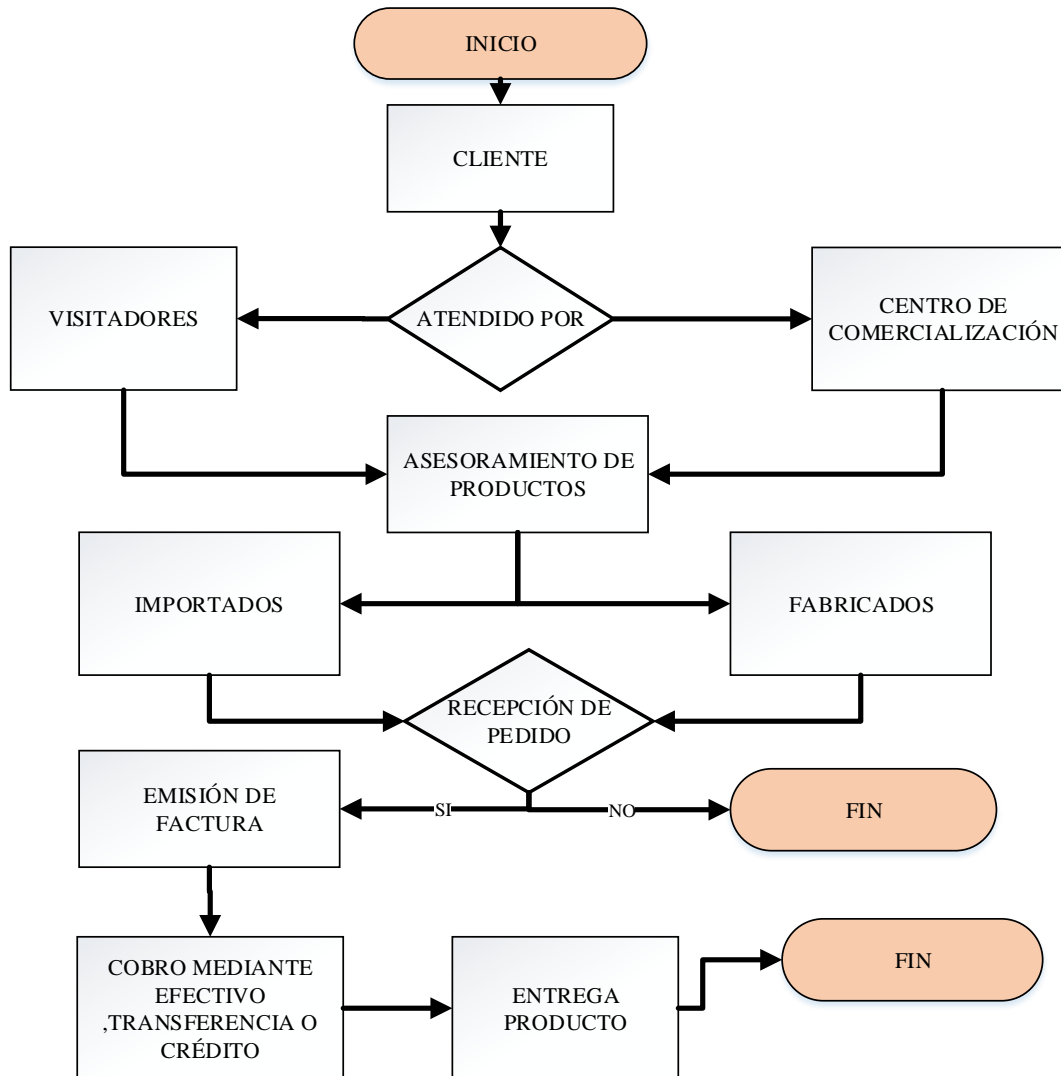 INICIO
CLIENTE
VISITADORES
ATENDIDO POR
CENTRO DE
COMERCIALIZACIÓN
ASESORAMIENTO DE
PRODUCTOS
IMPORTADOS
FABRICADOS
RECEPCIÓN DE
PEDIDO
EMISIÓN DE
FACTURA
SI
NO
FIN
COBRO MEDIANTE
EFECTIVO
,TRANSFERENCIA O
CRÉDITO
ENTREGA
PRODUCTO
FIN